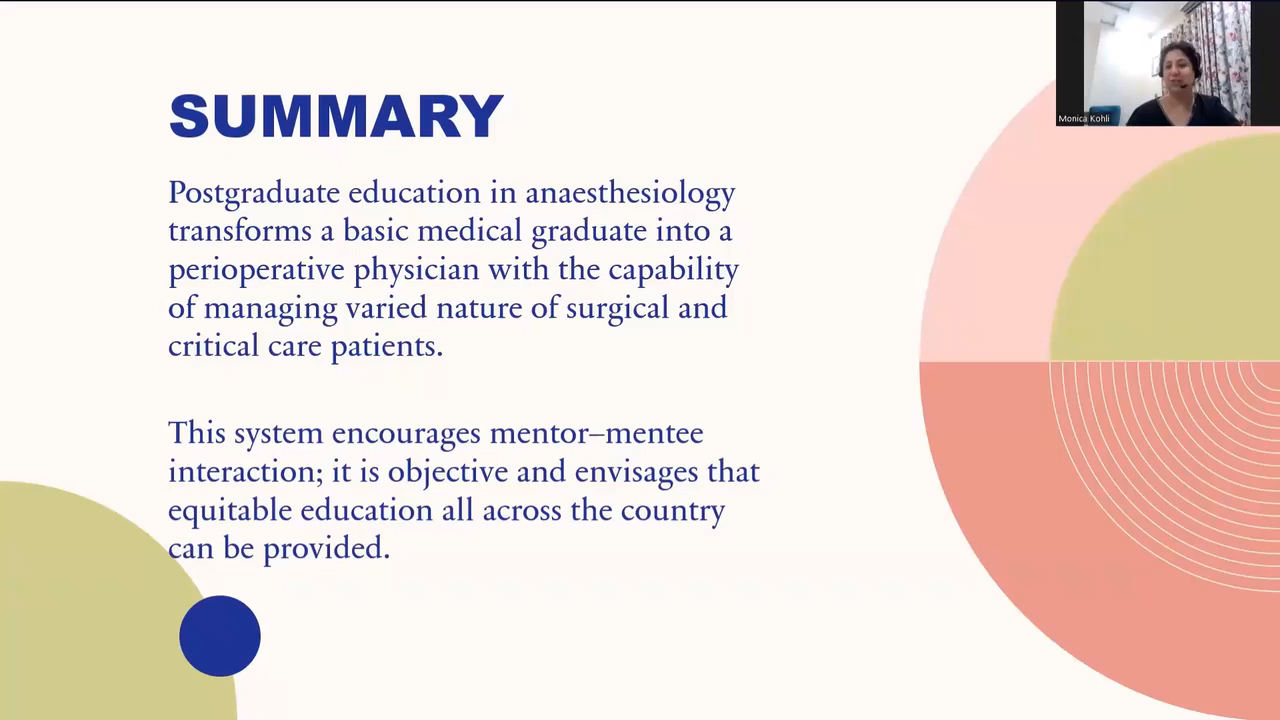 SUMMARY
Postgraduate education in anaesthesiology
transforms a basic medical graduate into a
perioperative physician with the capability
of managing varied nature of surgical and
critical care patients.
This system encourages mentor–mentee
interaction; it is objective and envisages that
equitable education all across the country
can be provided.
Monica Kohli